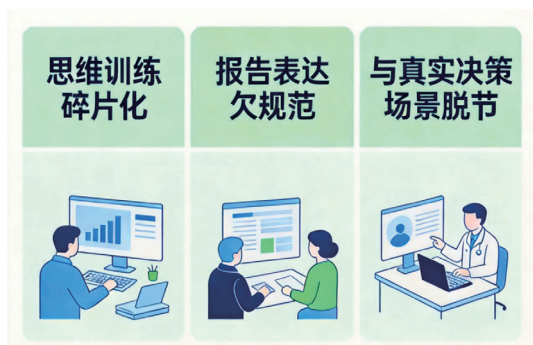 思维训练
碎片化
报告表达
欠规范
与真实决策
场景脱节